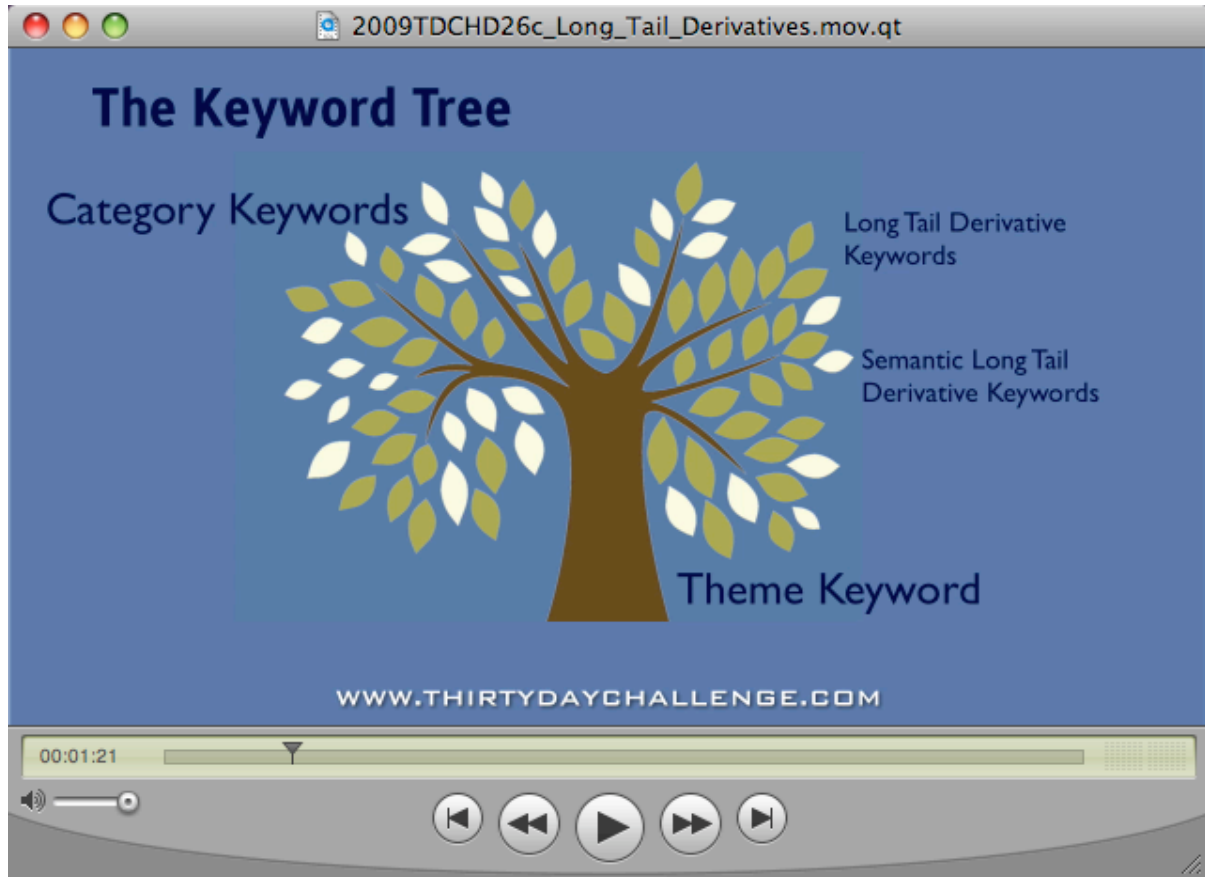 2009TDCHD26c_Long_Tail_Derivatives.mov.qt
The Keyword Tree
Category Keywords
Long Tail Derivative
Keywords
Semantic Long Tail
Derivative Keywords
Theme Keyword
WWW.THIRTYDAYCHALLENGE.COM
00:01:21